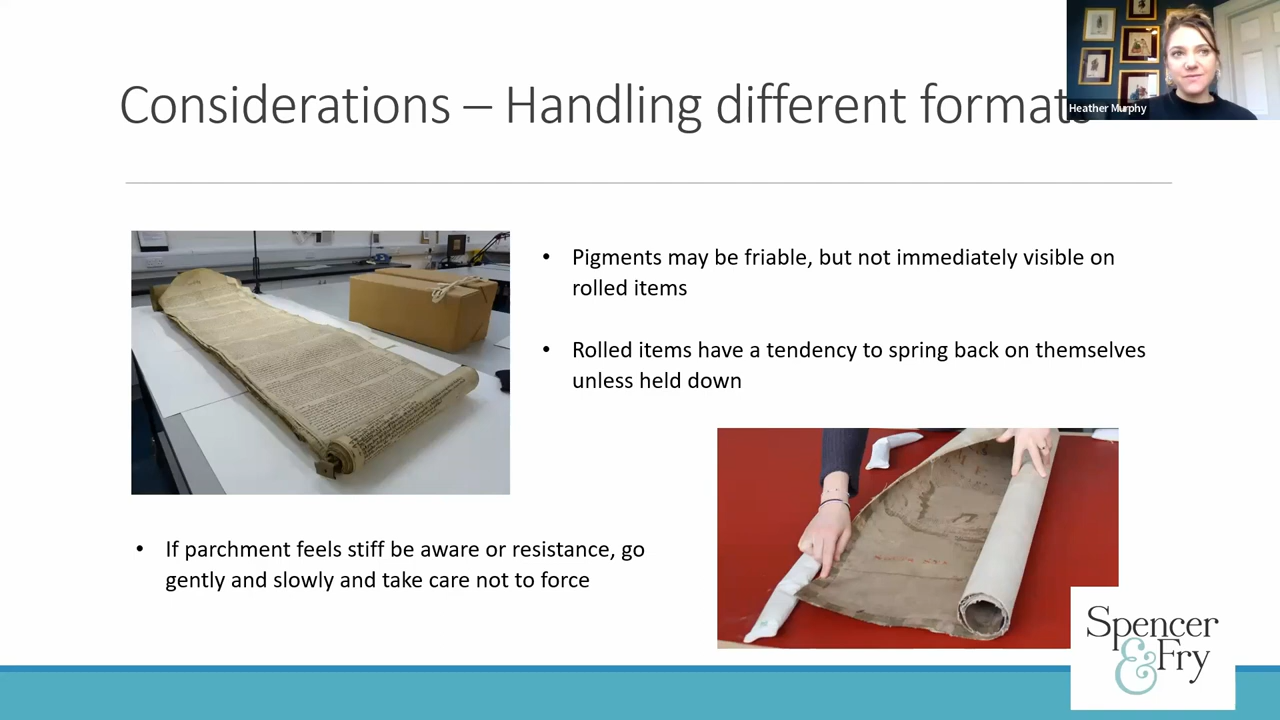 Considerations – Handling different formats
Heather Murphy
• Pigments may be friable, but not immediately visible on
rolled items
• Rolled items have a tendency to spring back on themselves
unless held down
• If parchment feels stiff be aware or resistance, go
gently and slowly and take care not to force
Spencer
& Fry